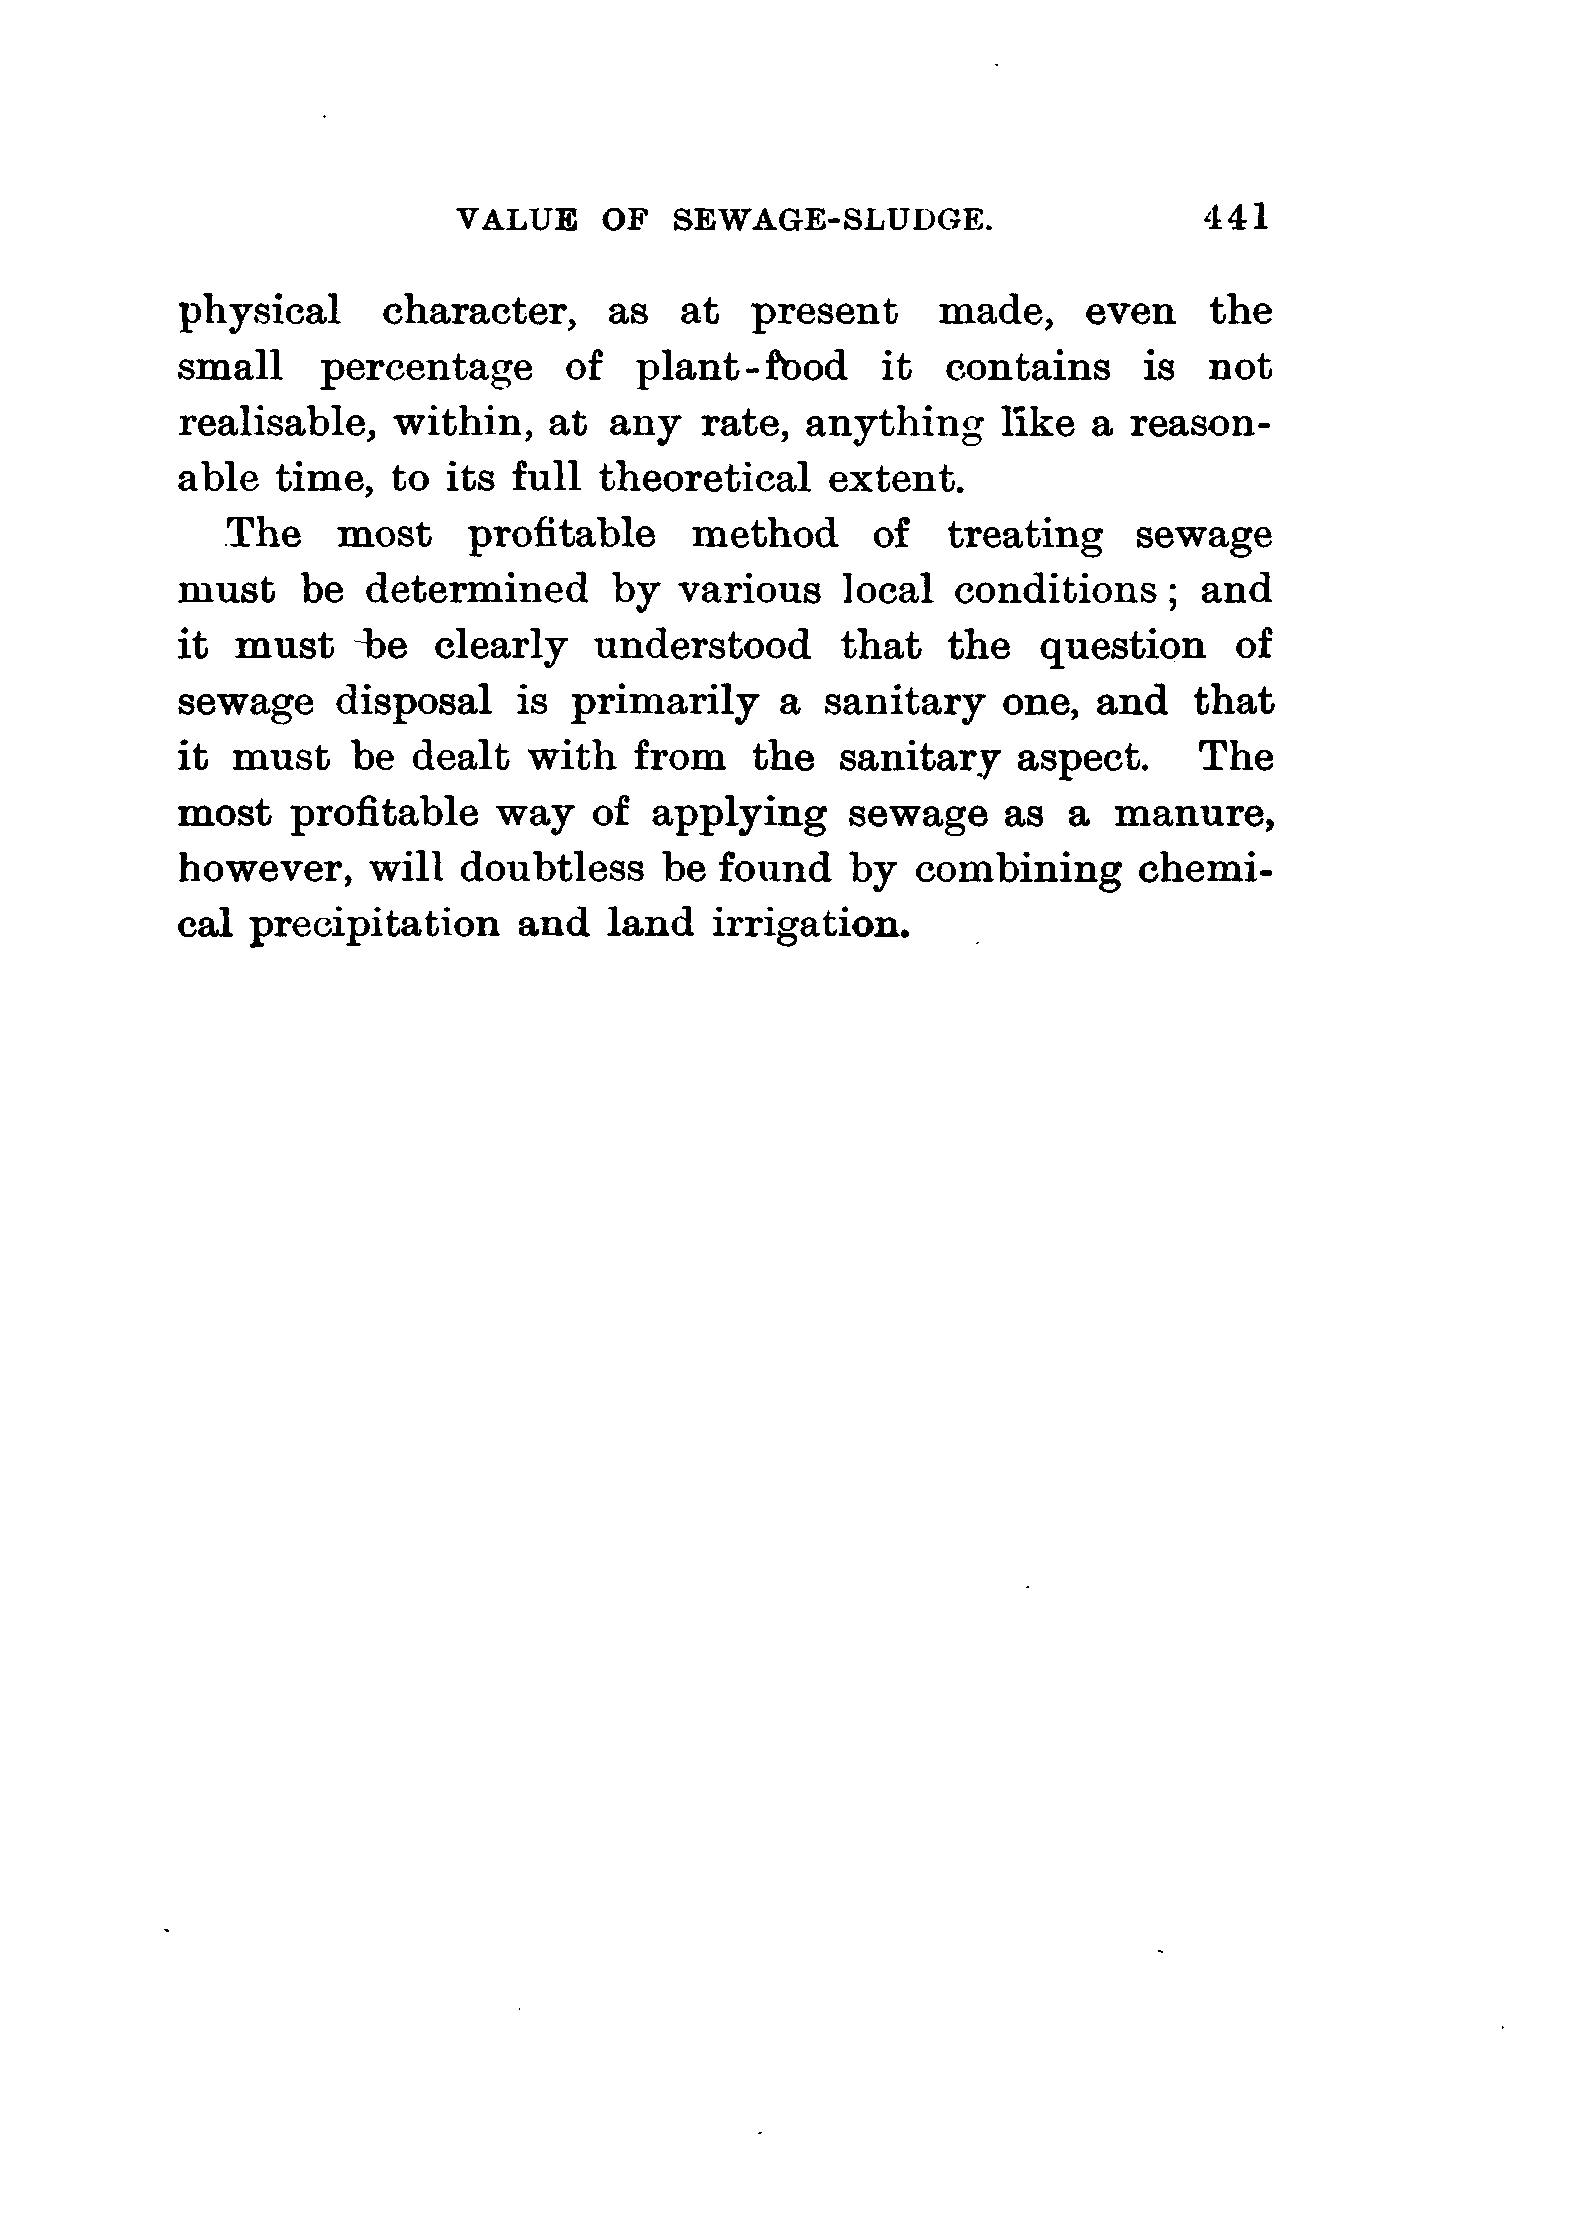 VALUE OF SEWAGE-SLUDGE. 441
physical character, as at present made, even the
small percentage of plant-food it contains is not
realisable, within, at any rate, anything like a reason-
able time, to its full theoretical extent.
The most profitable method of treating sewage
must be determined by various local conditions; and
it must be clearly understood that the question of
sewage disposal is primarily a sanitary one, and that
it must be dealt with from the sanitary aspect. The
most profitable way of applying sewage as a manure,
however, will doubtless be found by combining chemi-
cal precipitation and land irrigation.